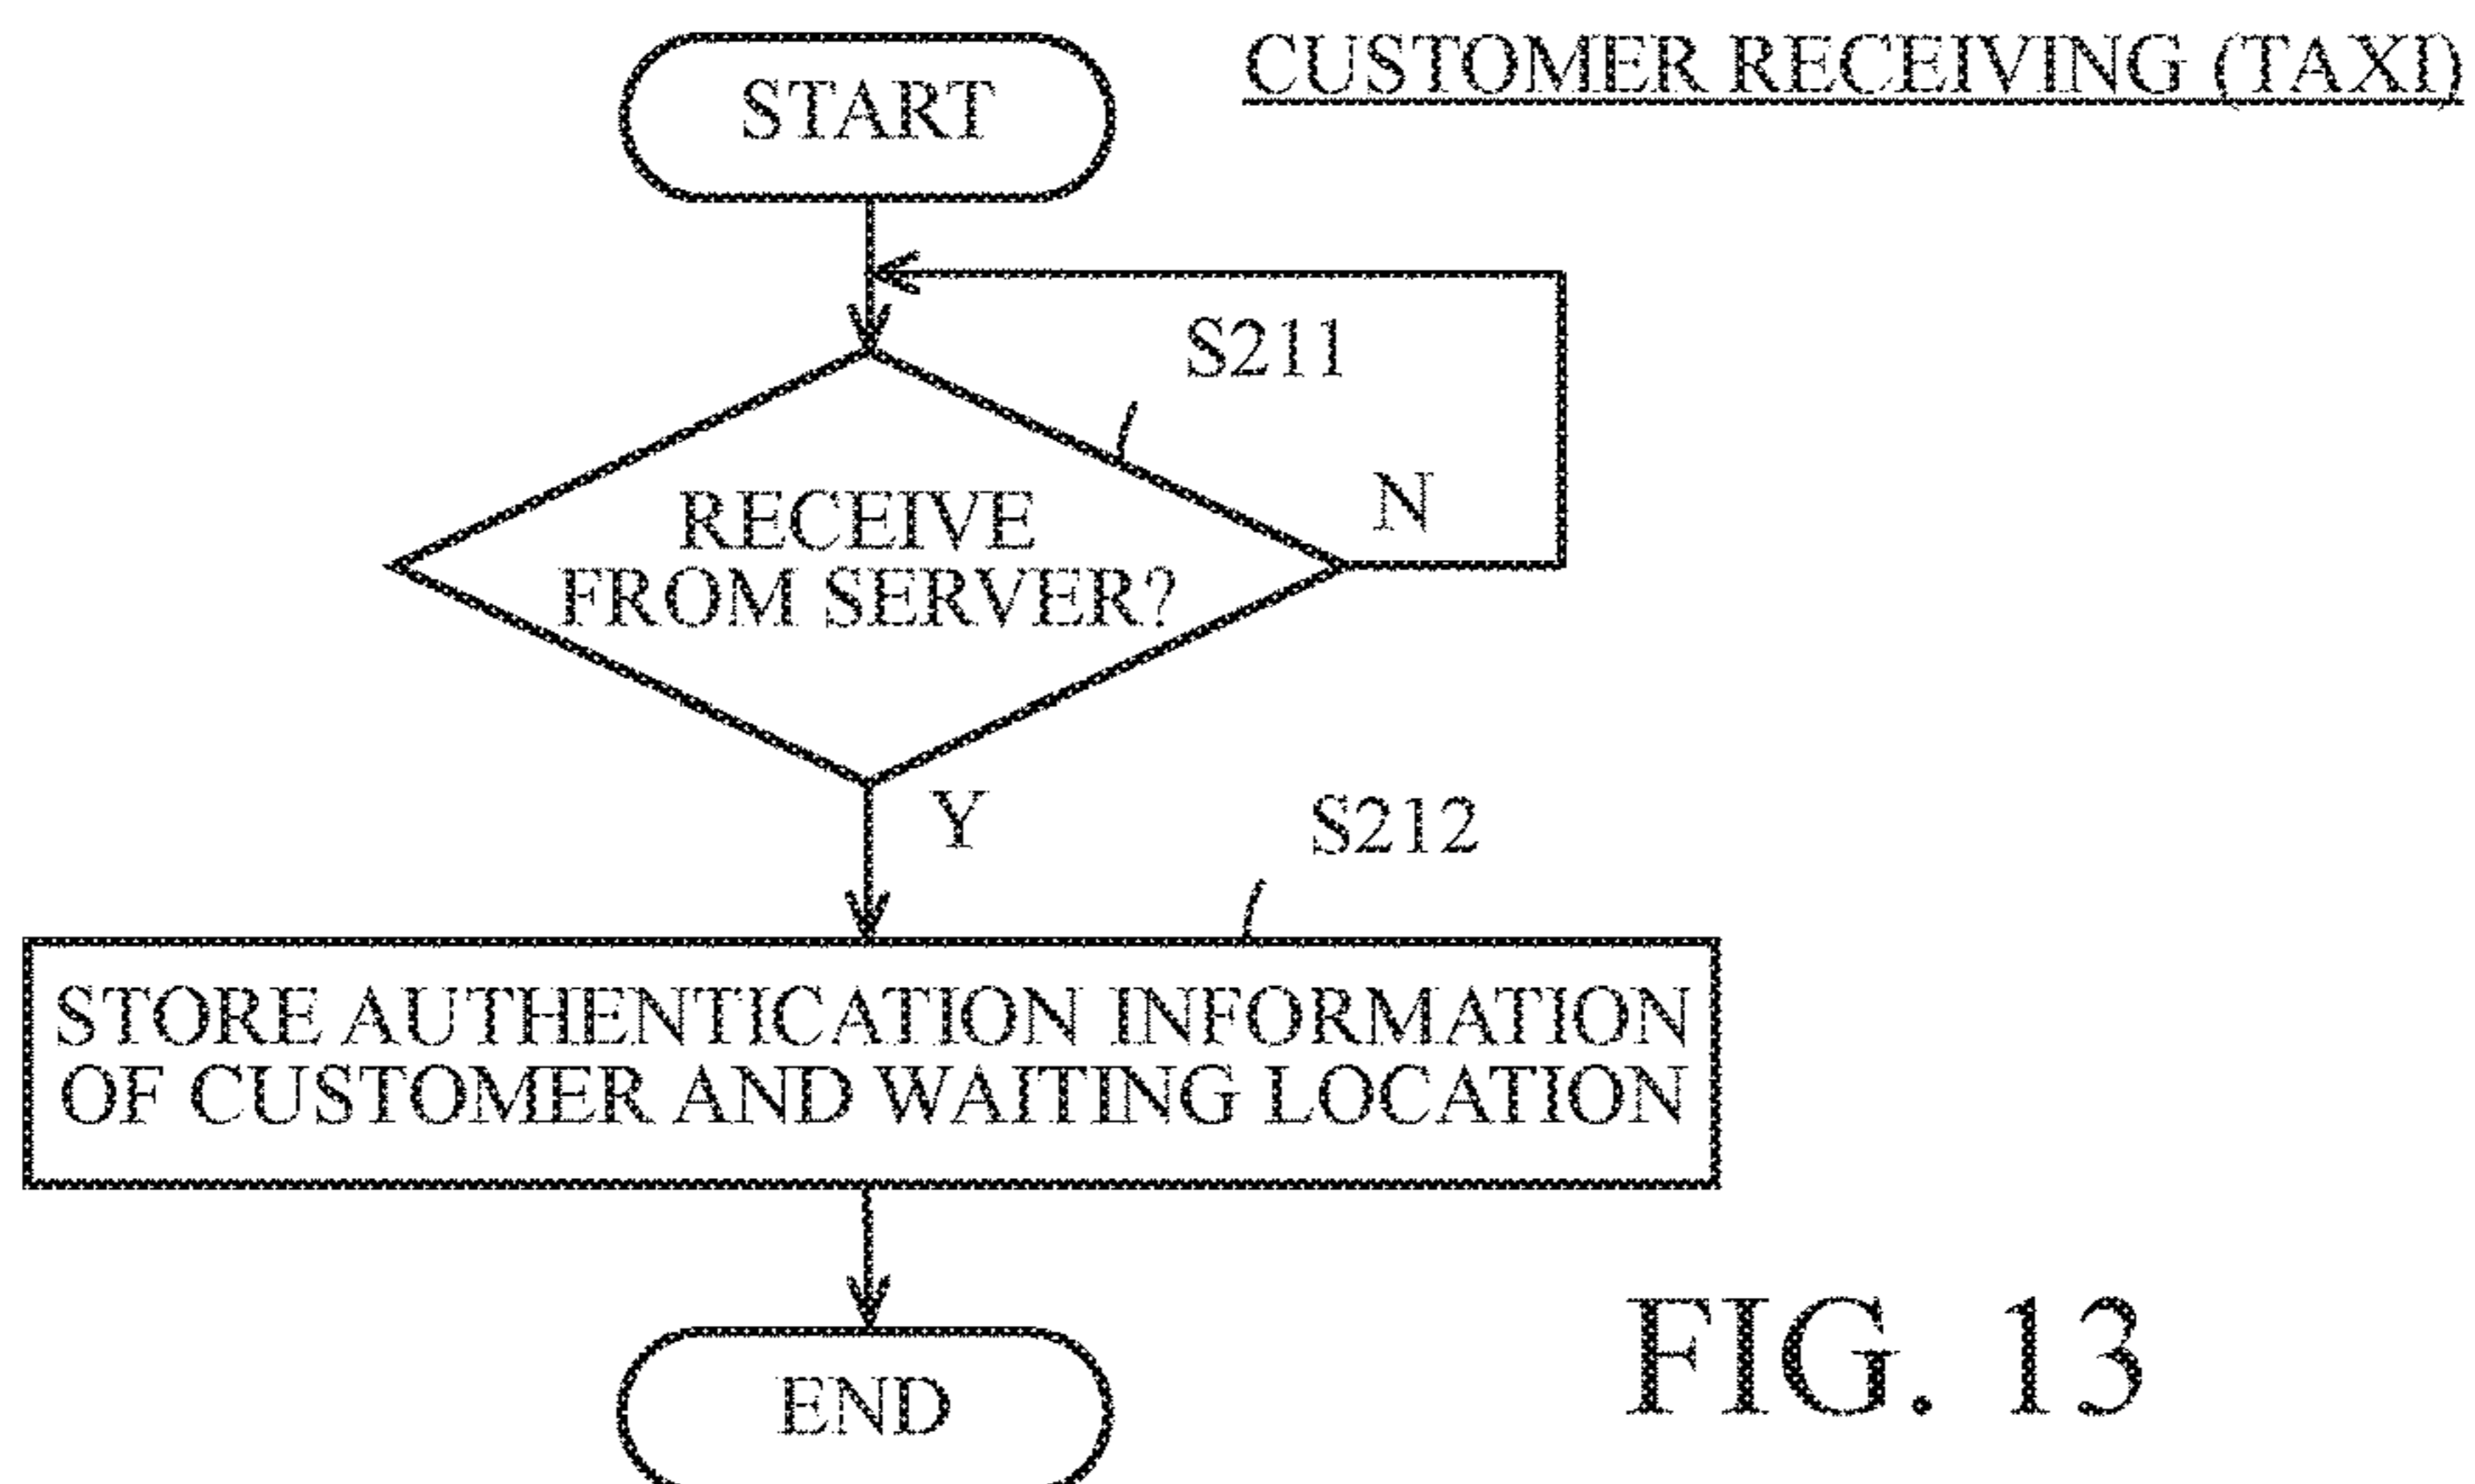 CUSTOMER RECEIVING (TAXI)
START
S211
RECEIVE
FROM SERVER?
N
Y
S212
STORE AUTHENTICATION INFORMATION
OF CUSTOMER AND WAITING LOCATION
END
FIG. 13